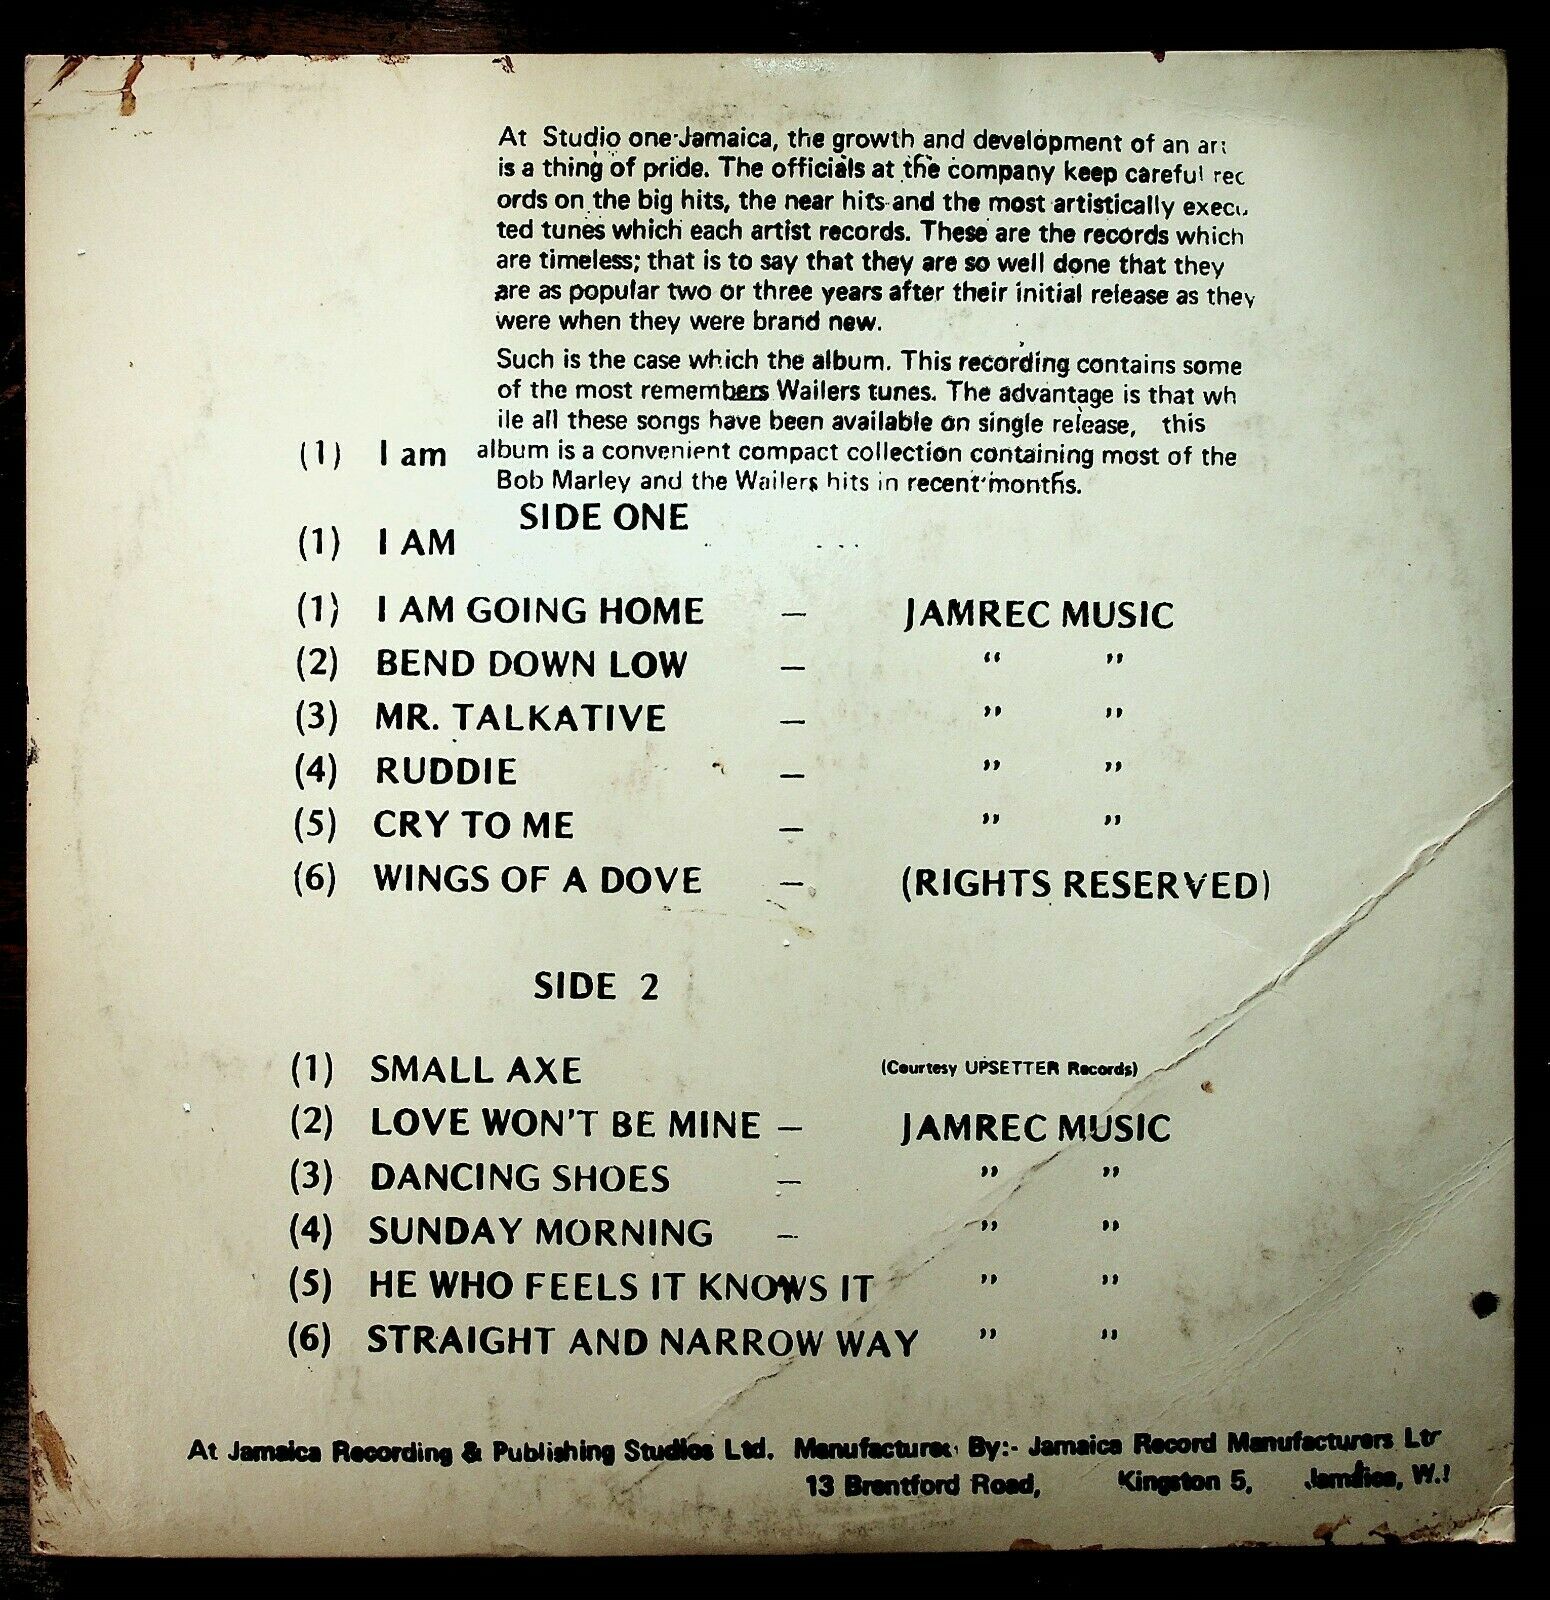 At Studio one-Jamaica, the growth and development of an
is a thing of pride. The officials at the company keep careful rec
ords on the big hits, the near hits and the most artistically execu
ted tunes which each artist records. These are the records which
are timeless; that is to say that they are so well done that they
are as popular two or three years after their initial release as they
were when they were brand new.
Such is the case which the album. This recording contains some
of the most remembers Wailers tunes. The advantage is that wh
ile all these songs have been available on single release, this
(1) I am album is a convenient compact collection containing most of the
Bob Marley and the Wailers hits in recent months.
SIDE ONE
(1) I AM
(1) I AM GOING HOME – JAMREC MUSIC
(2) BEND DOWN LOW – “ ”
(3) MR. TALKATIVE – ” ”
(4) RUDDIE – ” ”
(5) CRY TO ME – ” ”
(6) WINGS OF A DOVE – (RIGHTS RESERVED)
SIDE 2
(1) SMALL AXE (Courtesy UPSETTER Records)
(2) LOVE WON'T BE MINE – JAMREC MUSIC
(3) DANCING SHOES – ” ”
(4) SUNDAY MORNING – ” ”
(5) HE WHO FEELS IT KNOWS IT ” ”
(6) STRAIGHT AND NARROW WAY ” ”
At Jamaica Recording & Publishing Studios Ltd. Manufactured By:- Jamaica Record Manufacturers Ltd
13 Brentford Road, Kingston 5, Jamaica, W.I